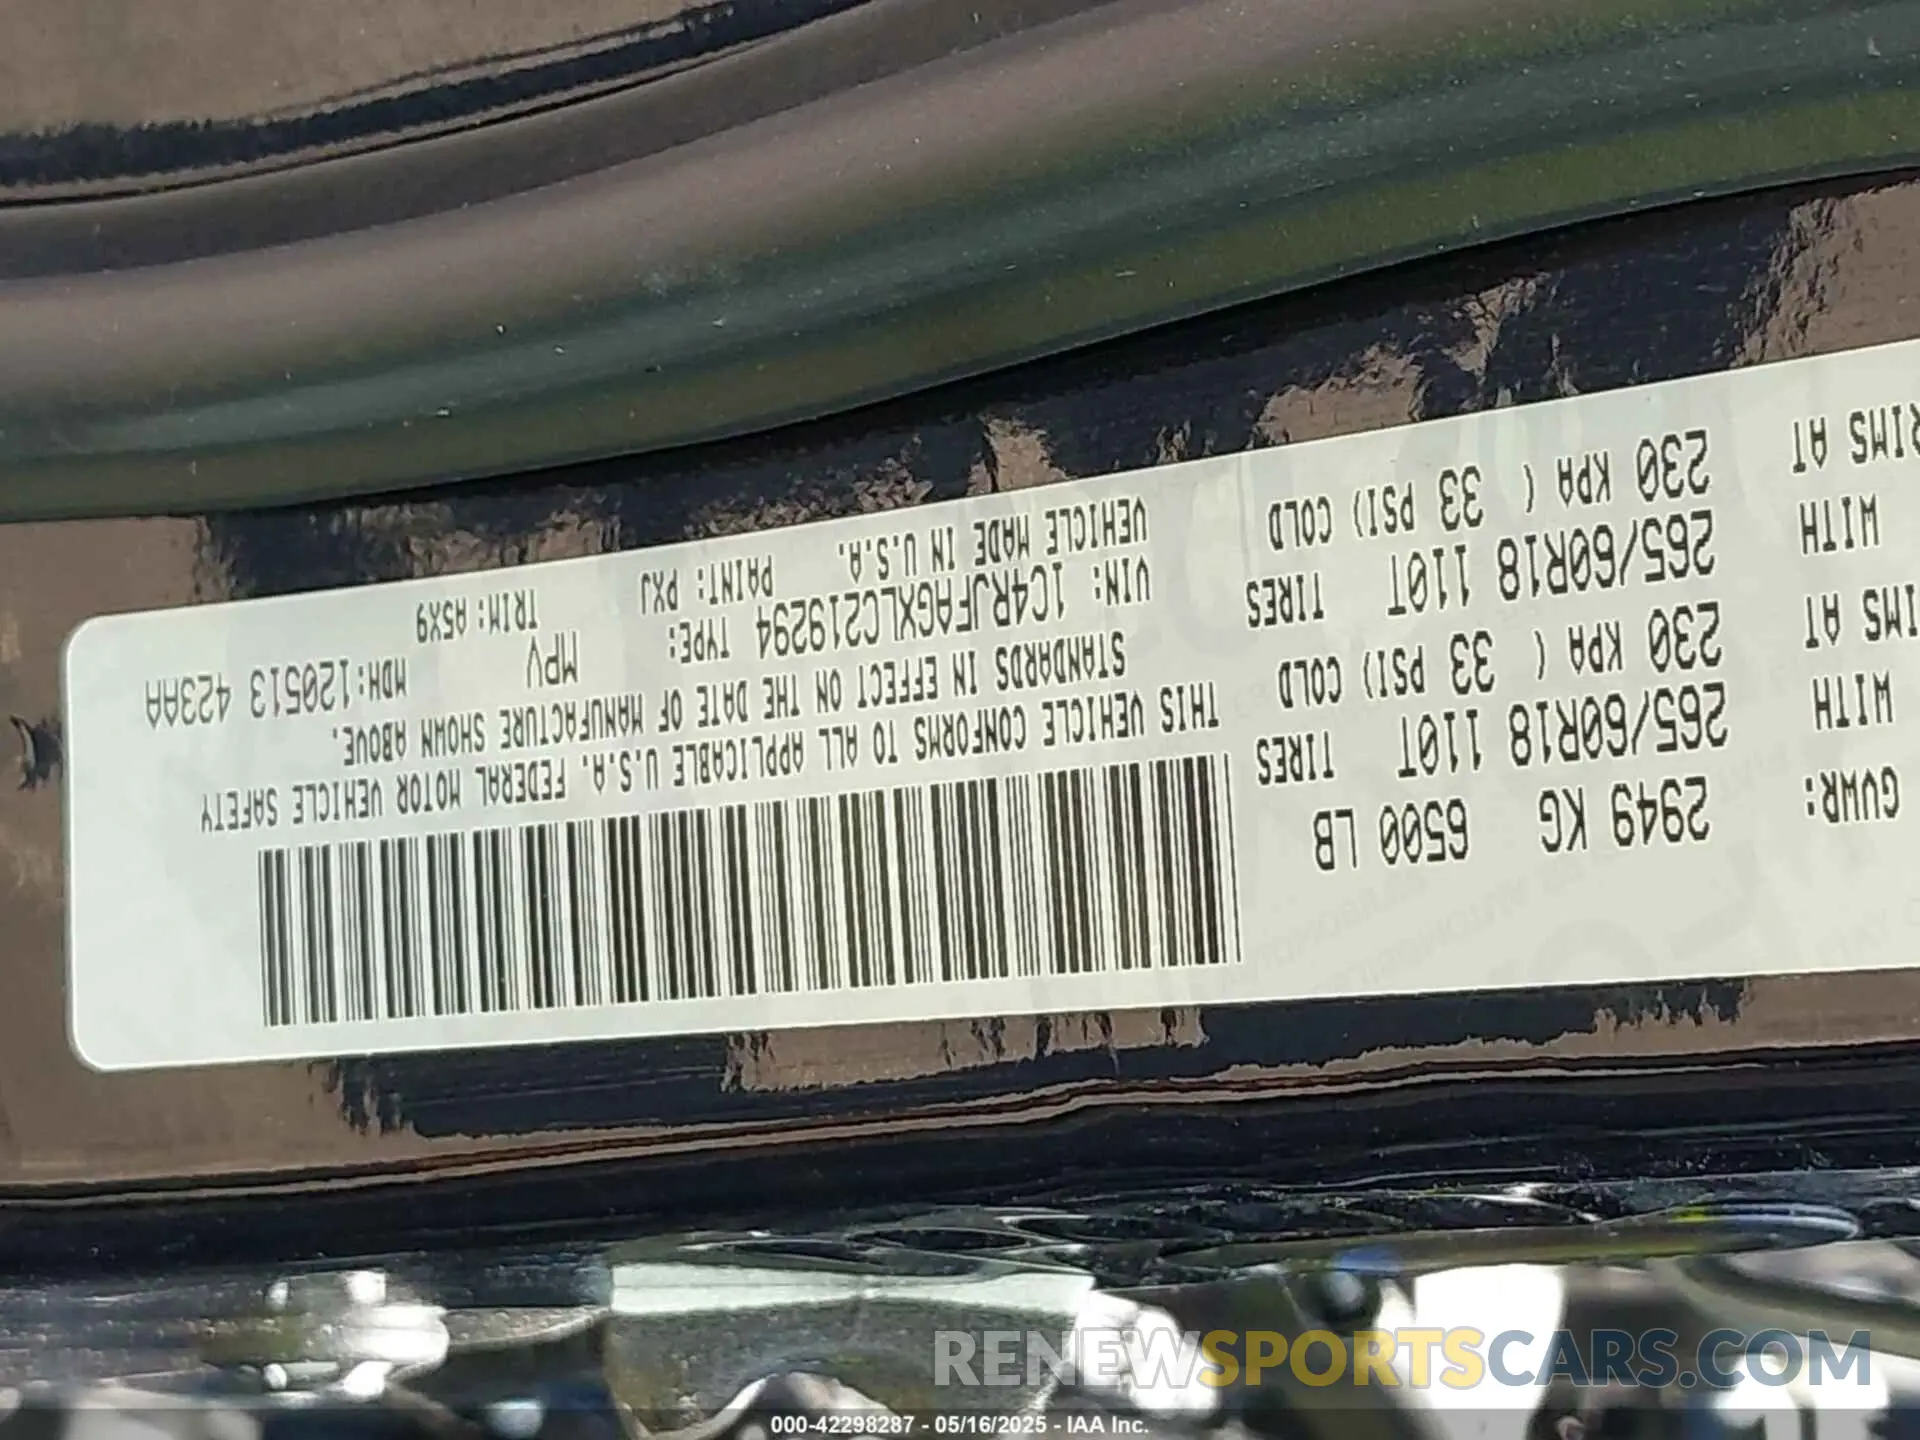 GVWR: 2949 KG 6500 LB
WITH 265/60R18 110T TIRES
IMS AT 230 KPA ( 33 PSI) COLD
WITH 265/60R18 110T TIRES
RIMS AT 230 KPA ( 33 PSI) COLD
THIS VEHICLE CONFORMS TO ALL APPLICABLE U.S.A. FEDERAL MOTOR VEHICLE SAFETY
STANDARDS IN EFFECT ON THE DATE OF MANUFACTURE SHOWN ABOVE.
VIN: 1C4RJFAGXLC219294 TYPE: MPV MDH:120513 423AA
VEHICLE MADE IN U.S.A. PAINT: PXJ TRIM: A5X9
RENEWSPORTSCARS.COM
000-42298287 - 05/16/2025 - IAA Inc.